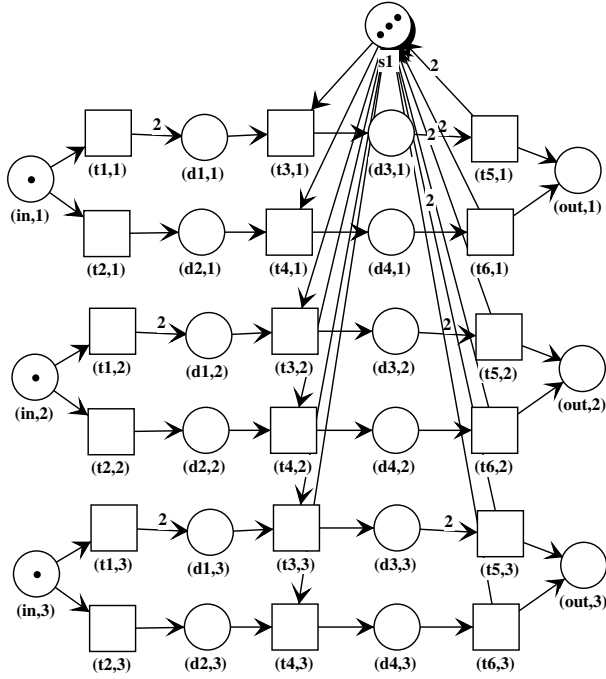 s1
2
2
(t1,1) (d1,1) (t3,1) (d3,1) 2 2 (t5,1)
(in,1) (out,1)
(t2,1) (d2,1) (t4,1) 2 (d4,1) (t6,1)
2 2
(t1,2) (d1,2) (t3,2) (d3,2) (t5,2)
(in,2) (out,2)
(t2,2) (d2,2) (t4,2) (d4,2) (t6,2)
2 2
(t1,3) (d1,3) (t3,3) (d3,3) (t5,3)
(in,3) (out,3)
(t2,3) (d2,3) (t4,3) (d4,3) (t6,3)